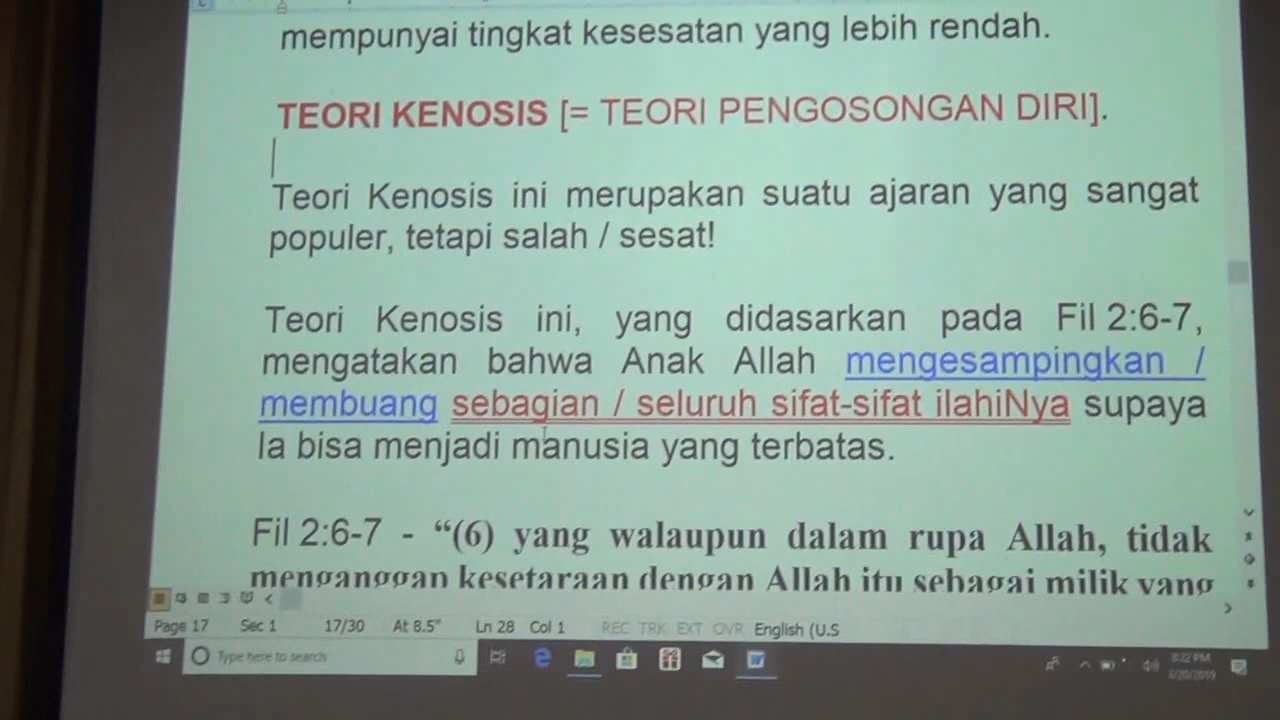 mempunyai tingkat kesesatan yang lebih rendah.
TEORI KENOSIS [= TEORI PENGOSONGAN DIRI].
Teori Kenosis ini merupakan suatu ajaran yang sangat
populer, tetapi salah / sesat!
Teori Kenosis ini, yang didasarkan pada Fil 2:6-7,
mengatakan bahwa Anak Allah mengesampingkan /
membuang sebagian / seluruh sifat-sifat ilahiNya supaya
Ia bisa menjadi manusia yang terbatas.
Fil 2:6-7 - “(6) yang walaupun dalam rupa Allah, tidak
menganggap kesetaraan dengan Allah itu sebagai milik yang
Page 17 Sec 1 17/30 At 8.5" Ln 28 Col 1 REC TRK EXT OVR English (U.S
Type here to search
8:22 PM